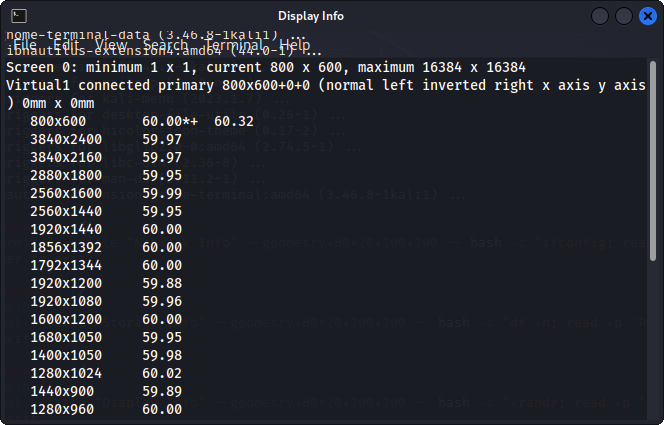 Display Info
nome-terminal-data (3.46.8-1kali1) ...
File Edit View Search Terminal Help
ibnautilus-extension4:amd64 (44.0-1) ...
Screen 0: minimum 1 x 1, current 800 x 600, maximum 16384 x 16384
Virtual1 connected primary 800x600+0+0 (normal left inverted right x axis y axis
) 0mm x 0mm
800x600 60.00*+ 60.32
3840x2400 59.97
3840x2160 59.97
2880x1800 59.95
2560x1600 59.99
2560x1440 59.95
1920x1440 60.00
1856x1392 60.00
1792x1344 60.00
1920x1200 59.88
1920x1080 59.96
1600x1200 60.00
1680x1050 59.95
1400x1050 59.98
1280x1024 60.02
1440x900 59.89
1280x960 60.00